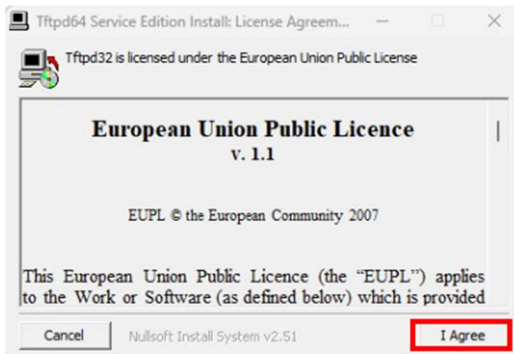 Tftpd64 Service Edition Install: License Agreem...
Tftpd32 is licensed under the European Union Public License
European Union Public Licence
v. 1.1
EUPL © the European Community 2007
This European Union Public Licence (the “EUPL”) applies
to the Work or Software (as defined below) which is provided
Cancel
Nullsoft Install System v2.51
I Agree